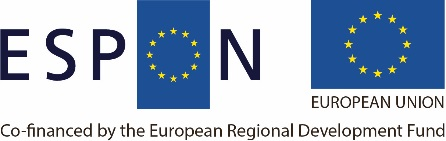 ESPON
EUROPEAN UNION
Co-financed by the European Regional Development Fund